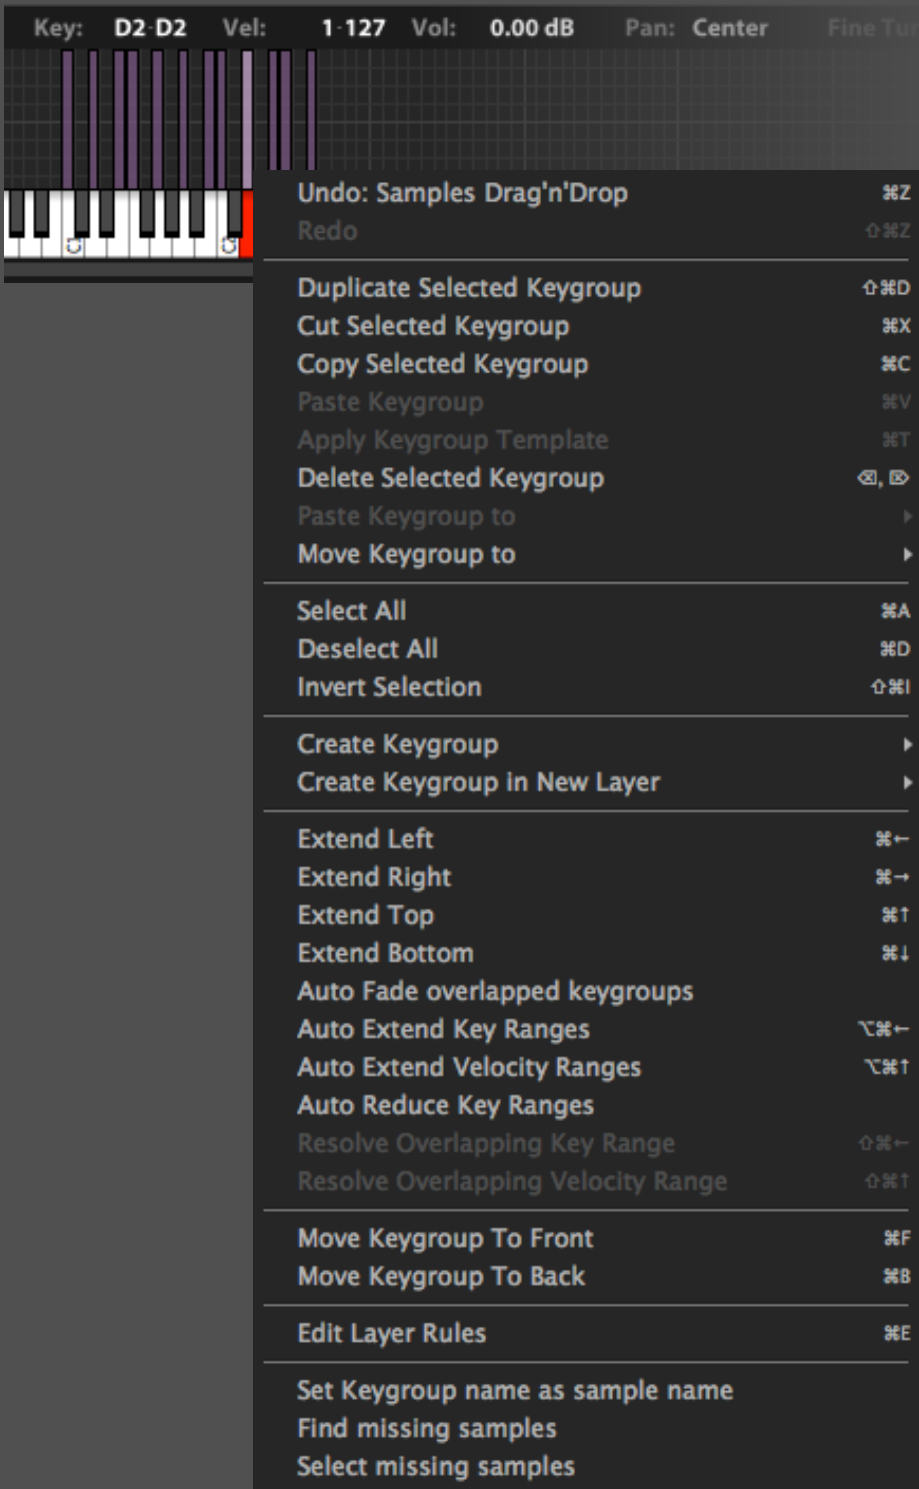 Key: D2-D2 Vel: 1-127 Vol: 0.00 dB Pan: Center Fine Tu
C1 C2
Undo: Samples Drag'n'Drop ⌘Z
Redo ⇧⌘Z
Duplicate Selected Keygroup ⇧⌘D
Cut Selected Keygroup ⌘X
Copy Selected Keygroup ⌘C
Paste Keygroup ⌘V
Apply Keygroup Template ⌘T
Delete Selected Keygroup ⌫, ⌦
Paste Keygroup to
Move Keygroup to
Select All ⌘A
Deselect All ⌘D
Invert Selection ⇧⌘I
Create Keygroup
Create Keygroup in New Layer
Extend Left ⌘←
Extend Right ⌘→
Extend Top ⌘↑
Extend Bottom ⌘↓
Auto Fade overlapped keygroups
Auto Extend Key Ranges ⌥⌘←
Auto Extend Velocity Ranges ⌥⌘↑
Auto Reduce Key Ranges
Resolve Overlapping Key Range ⇧⌘←
Resolve Overlapping Velocity Range ⇧⌘↑
Move Keygroup To Front ⌘F
Move Keygroup To Back ⌘B
Edit Layer Rules ⌘E
Set Keygroup name as sample name
Find missing samples
Select missing samples